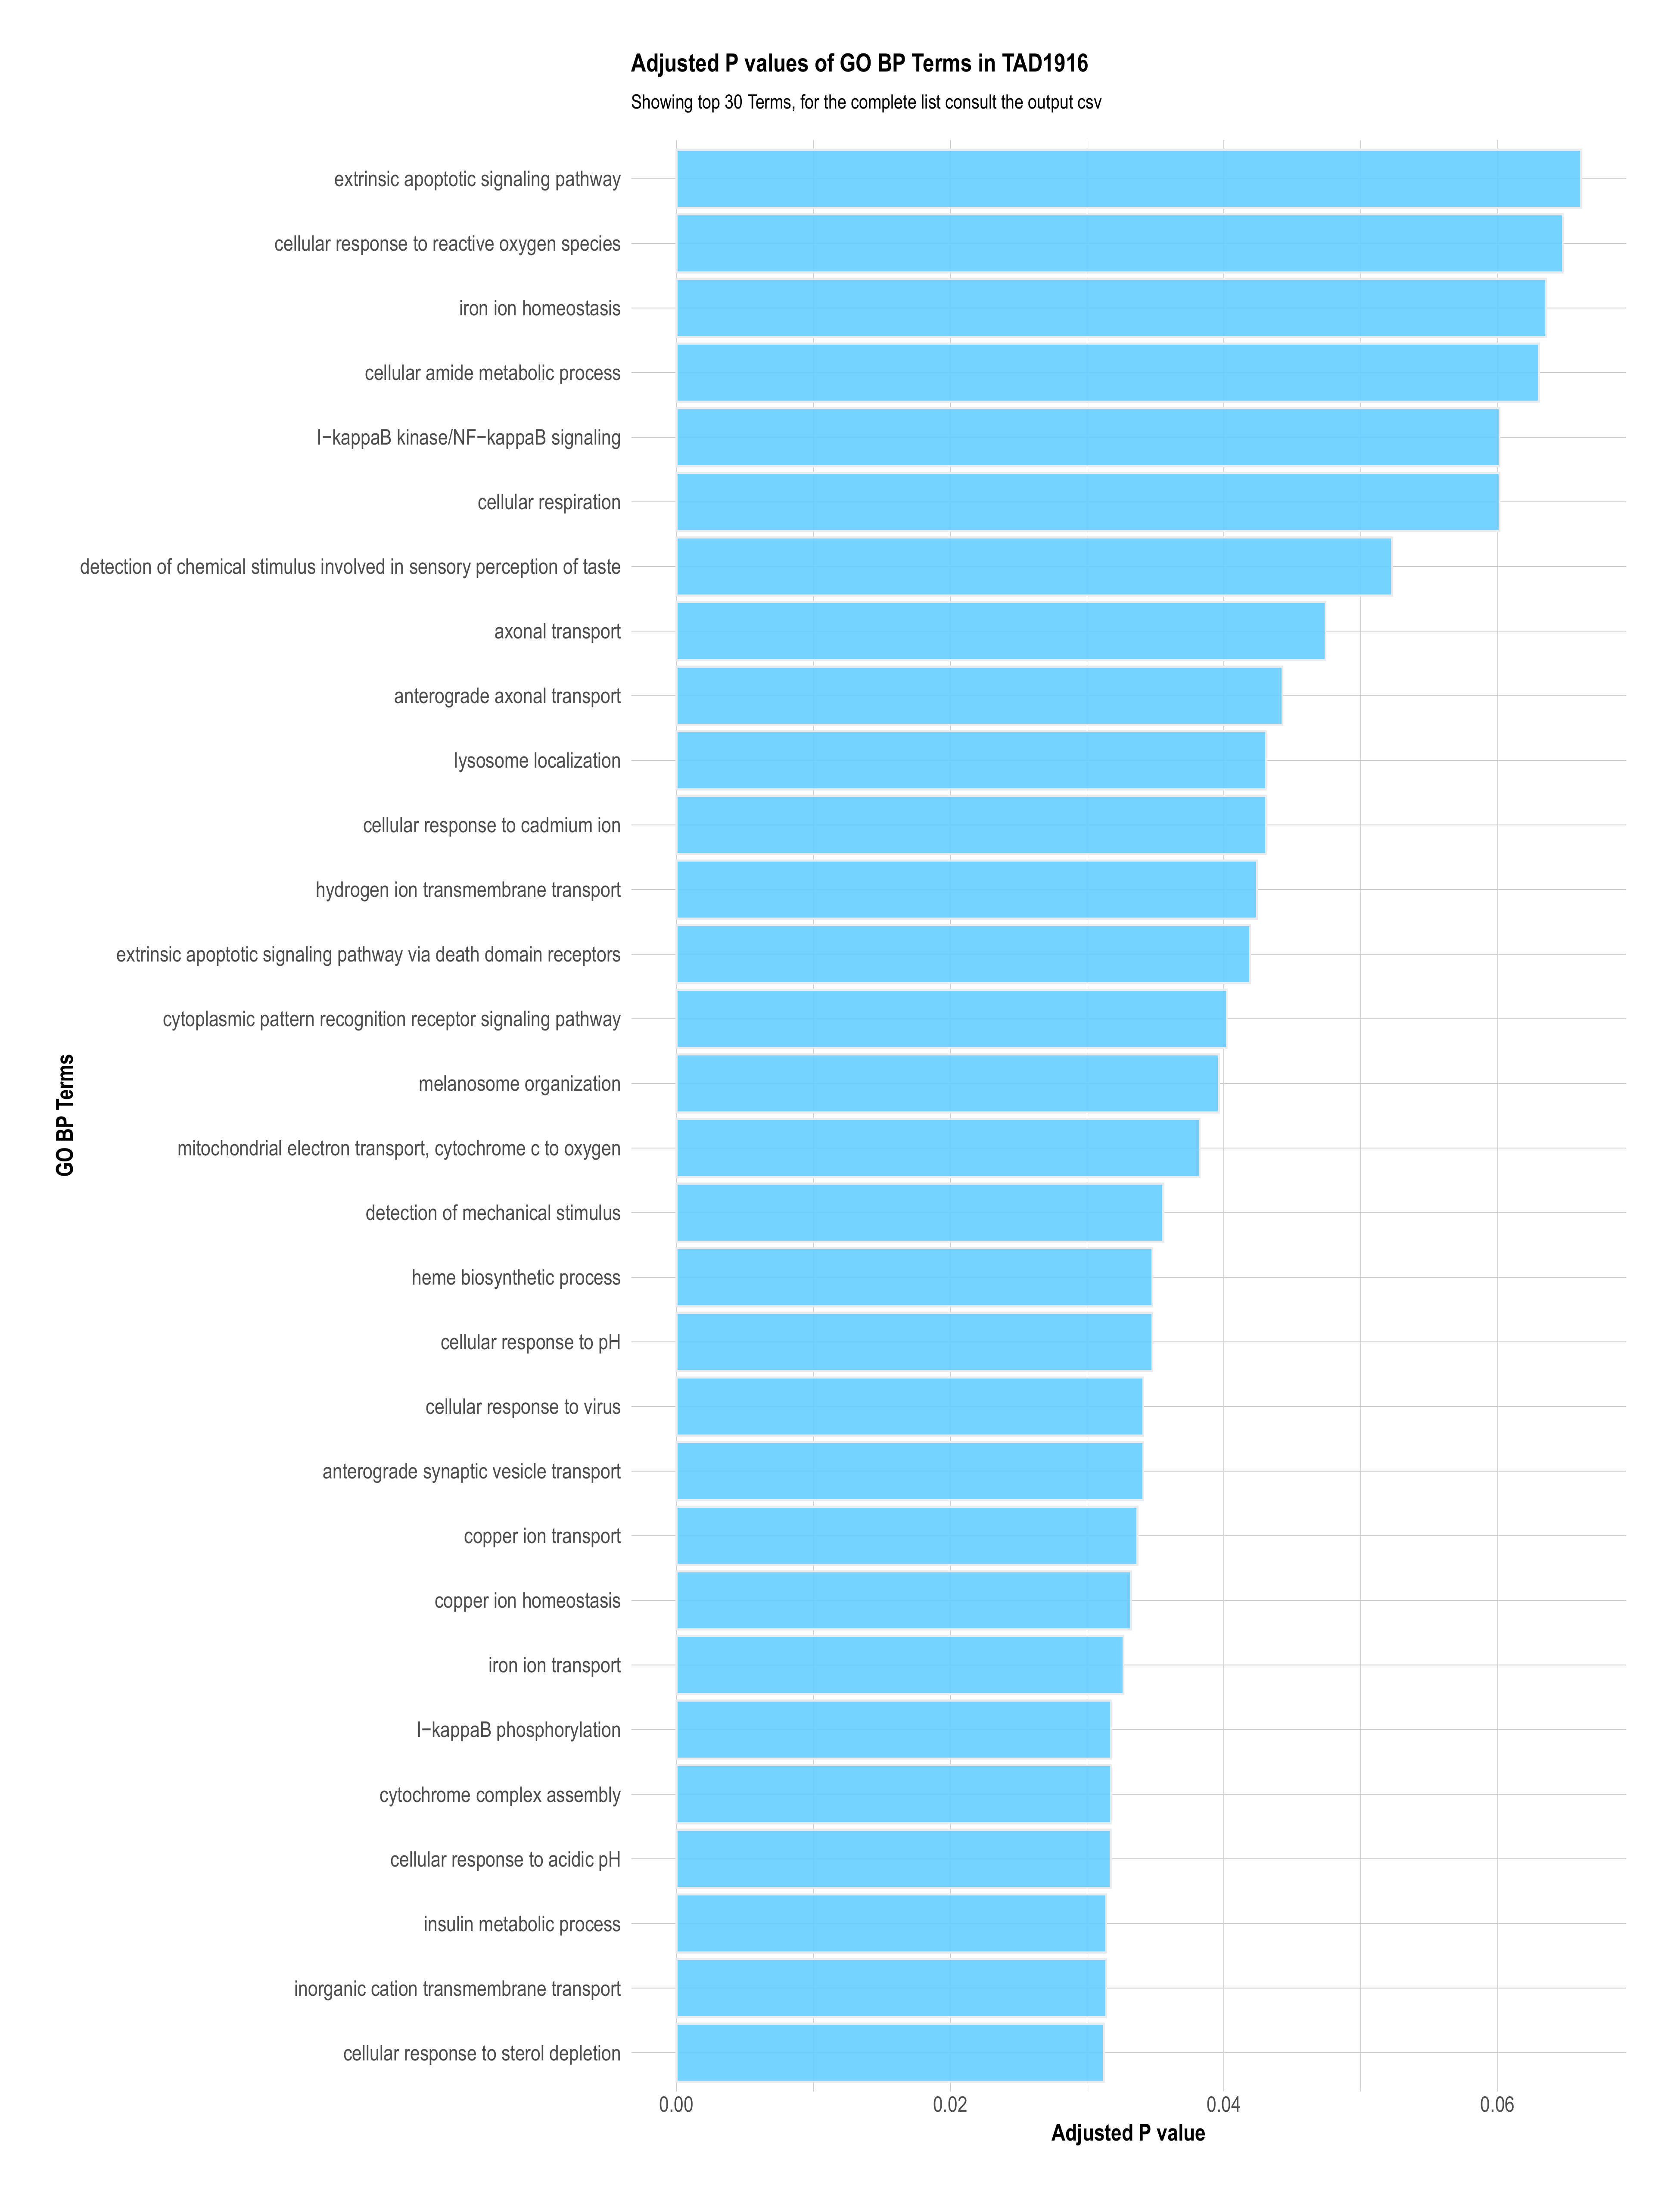 Adjusted P values of GO BP Terms in TAD1916
Showing top 30 Terms, for the complete list consult the output csv
extrinsic apoptotic signaling pathway
cellular response to reactive oxygen species
iron ion homeostasis
cellular amide metabolic process
I−kappaB kinase/NF−kappaB signaling
cellular respiration
detection of chemical stimulus involved in sensory perception of taste
axonal transport
anterograde axonal transport
lysosome localization
cellular response to cadmium ion
hydrogen ion transmembrane transport
extrinsic apoptotic signaling pathway via death domain receptors
cytoplasmic pattern recognition receptor signaling pathway
melanosome organization
mitochondrial electron transport, cytochrome c to oxygen
detection of mechanical stimulus
heme biosynthetic process
cellular response to pH
cellular response to virus
anterograde synaptic vesicle transport
copper ion transport
copper ion homeostasis
iron ion transport
I−kappaB phosphorylation
cytochrome complex assembly
cellular response to acidic pH
insulin metabolic process
inorganic cation transmembrane transport
cellular response to sterol depletion
GO BP Terms
0.00 0.02 0.04 0.06
Adjusted P value